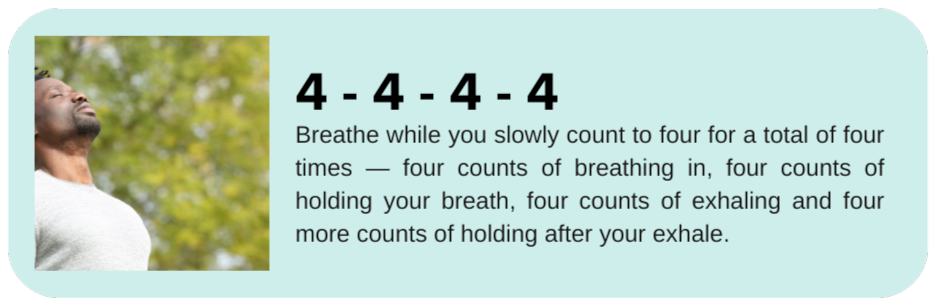 4 - 4 - 4 - 4
Breathe while you slowly count to four for a total of four
times — four counts of breathing in, four counts of
holding your breath, four counts of exhaling and four
more counts of holding after your exhale.